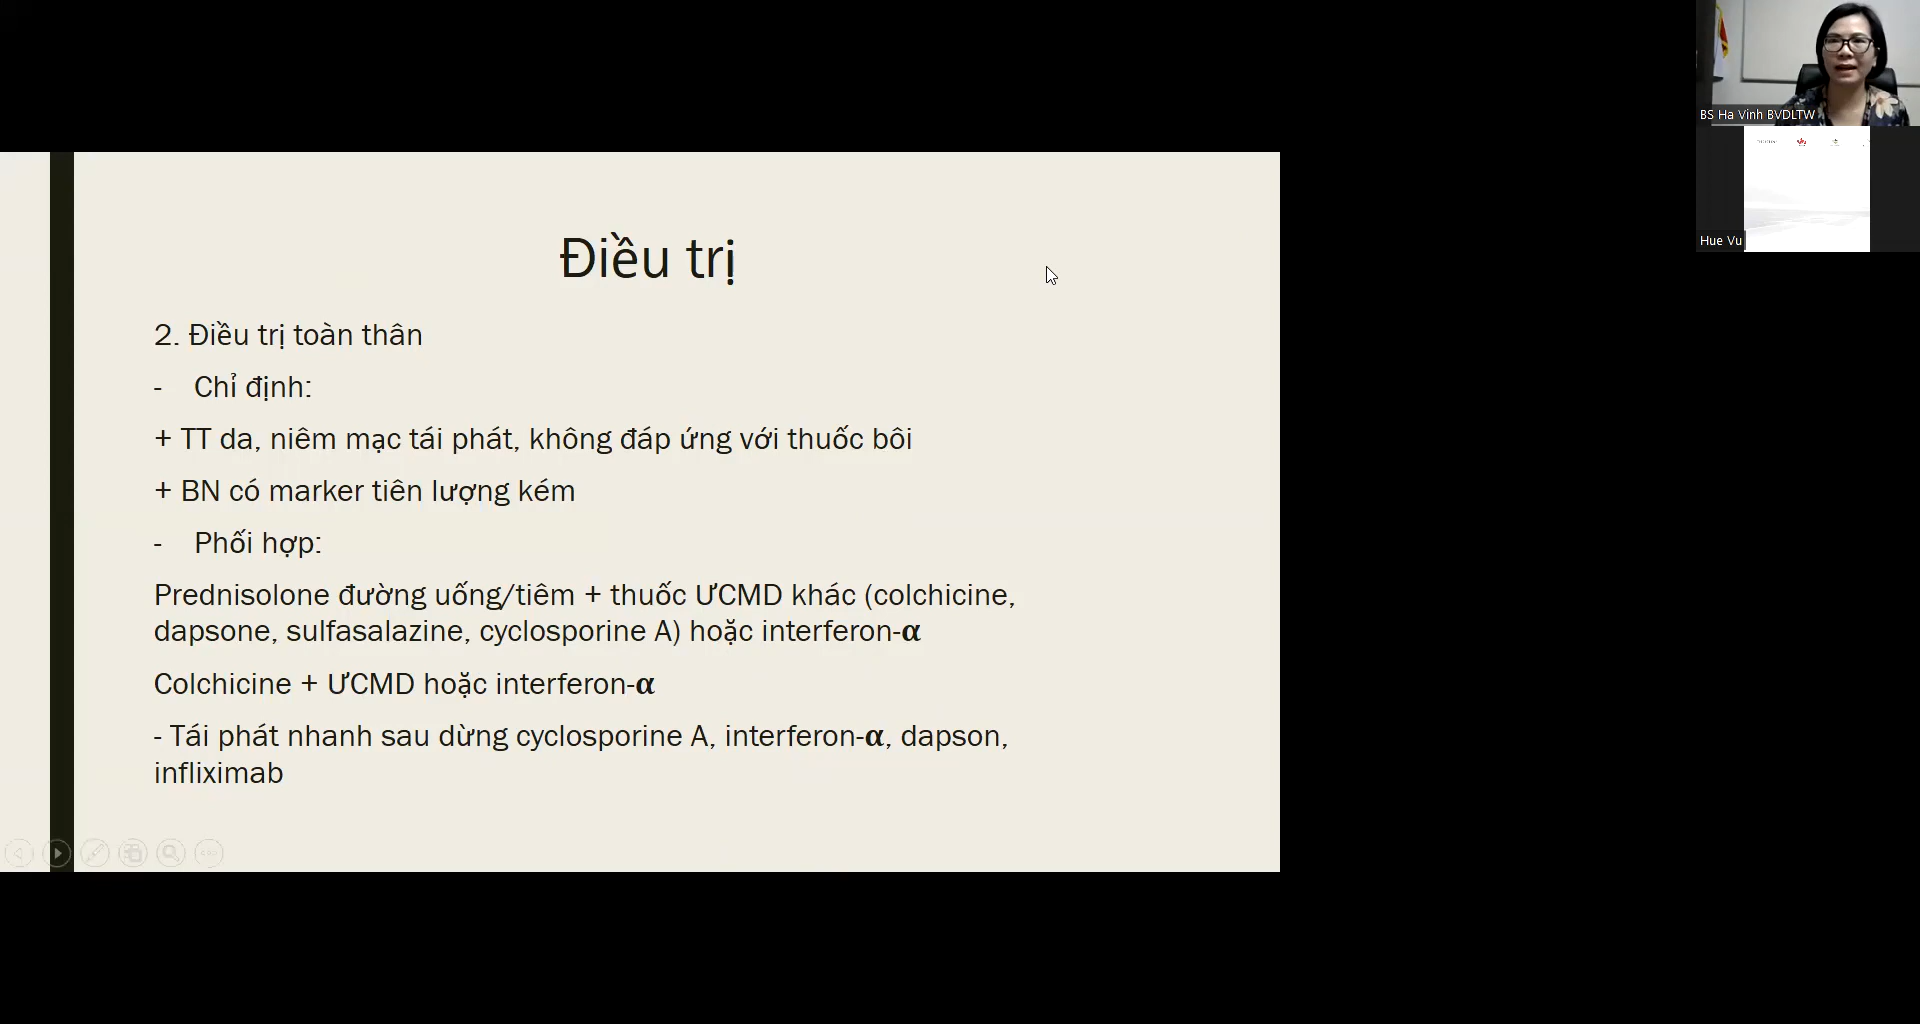 Điều trị
2. Điều trị toàn thân
- Chỉ định:
+ TT da, niêm mạc tái phát, không đáp ứng với thuốc bôi
+ BN có marker tiên lượng kém
- Phối hợp:
Prednisolone đường uống/tiêm + thuốc ƯCMD khác (colchicine,
dapsone, sulfasalazine, cyclosporine A) hoặc interferon-α
Colchicine + ƯCMD hoặc interferon-α
- Tái phát nhanh sau dừng cyclosporine A, interferon-α, dapson,
infliximab
BS Ha Vinh BVDLTW
Hue Vu